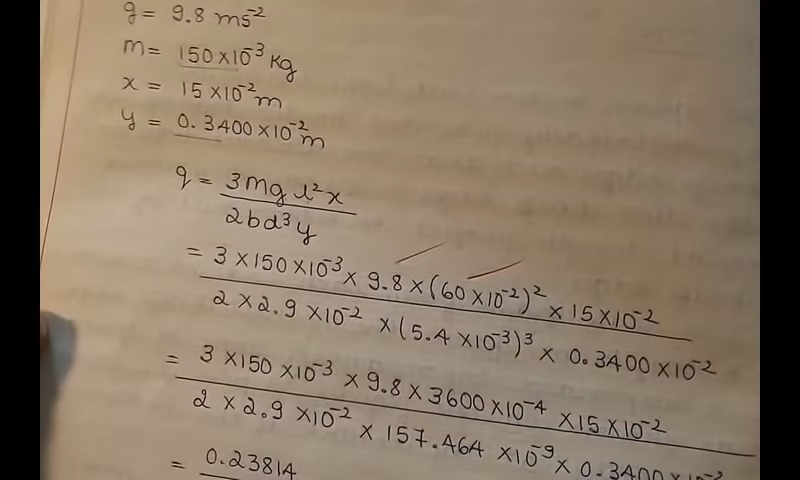 g = 9.8 ms⁻²
m = 150×10⁻³ kg
x = 15×10⁻² m
y = 0.3400×10⁻² m
q = 3mg l²x / 2bd³y
= 3×150×10⁻³ × 9.8 × (60×10⁻²)² × 15×10⁻² / 2×2.9×10⁻² × (5.4×10⁻³)³ × 0.3400×10⁻²
= 3×150×10⁻³ × 9.8 × 3600×10⁻⁴ × 15×10⁻² / 2×2.9×10⁻² × 157.464×10⁻⁹ × 0.3400×10⁻²
= 0.23814